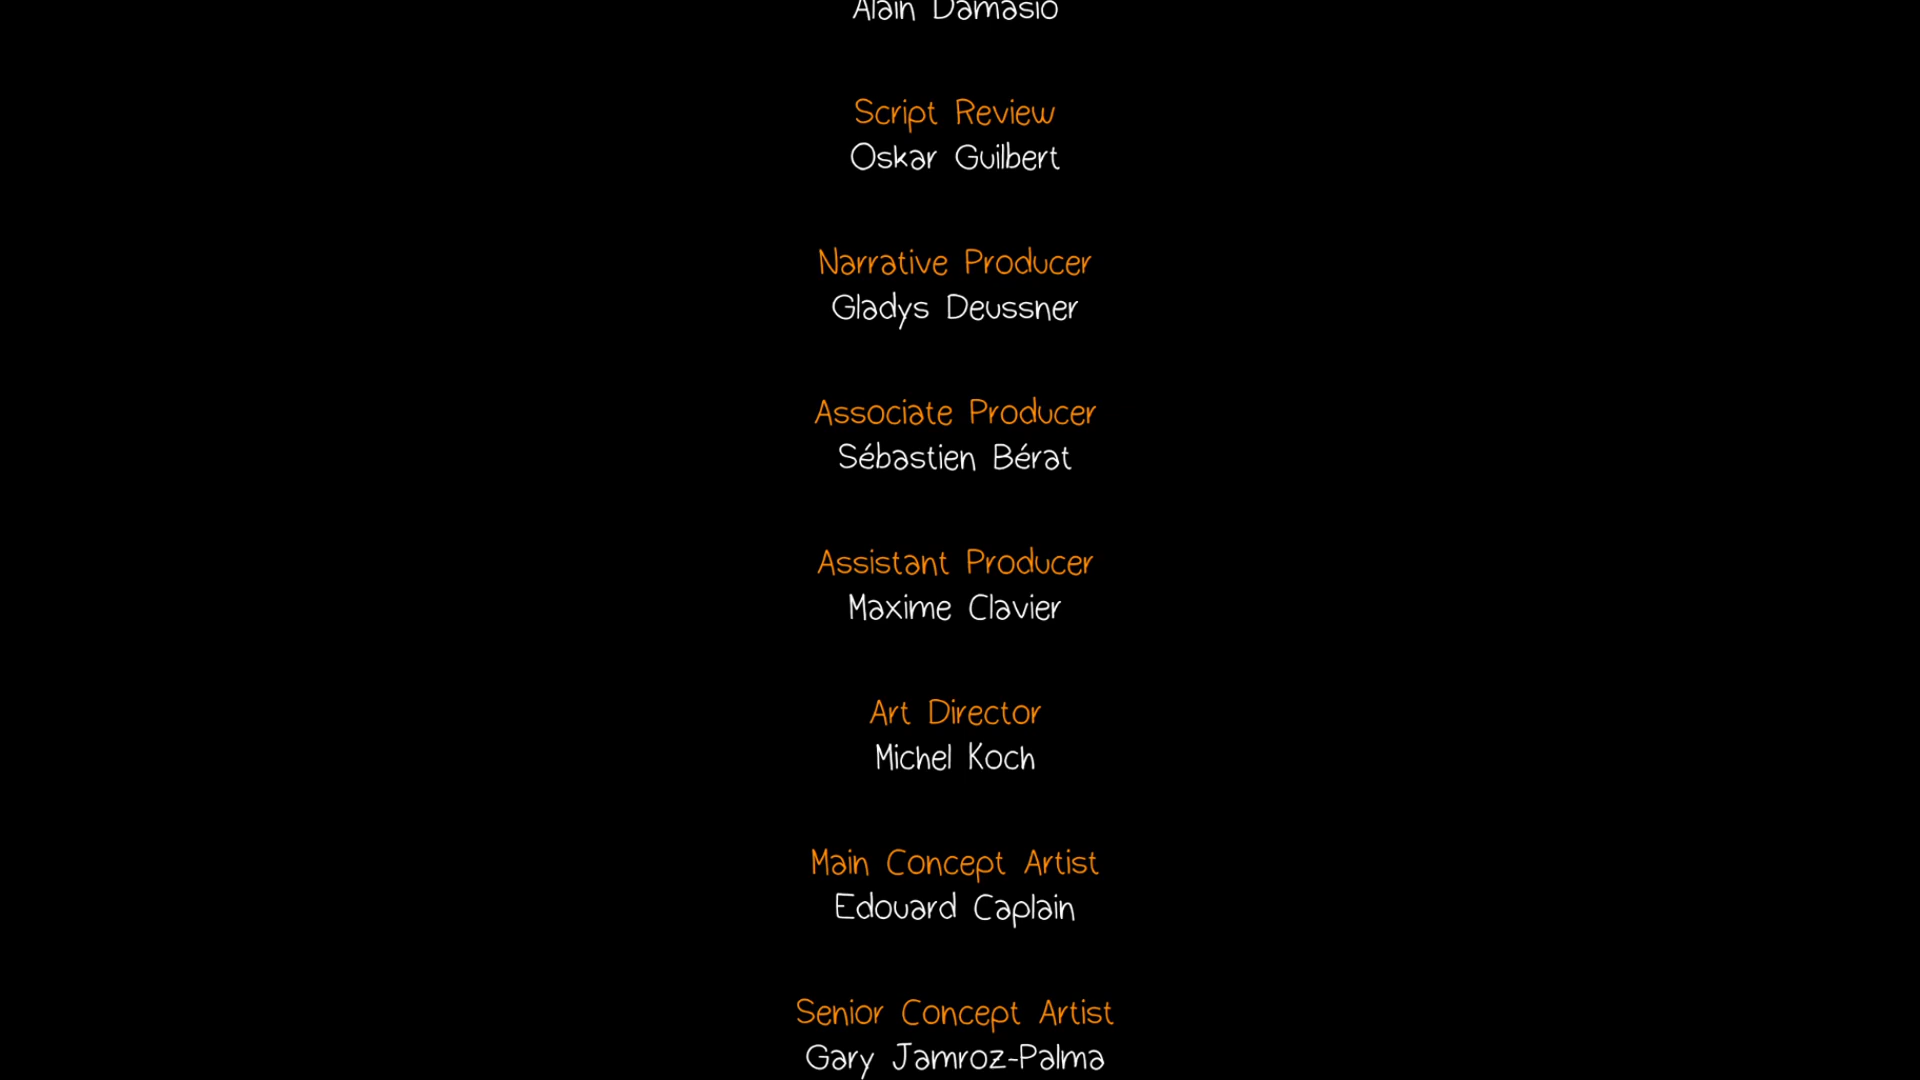 Alain Damasio
Script Review
Oskar Guilbert
Narrative Producer
Gladys Deussner
Associate Producer
Sébastien Bérat
Assistant Producer
Maxime Clavier
Art Director
Michel Koch
Main Concept Artist
Edouard Caplain
Senior Concept Artist
Gary Jamroz-Palma